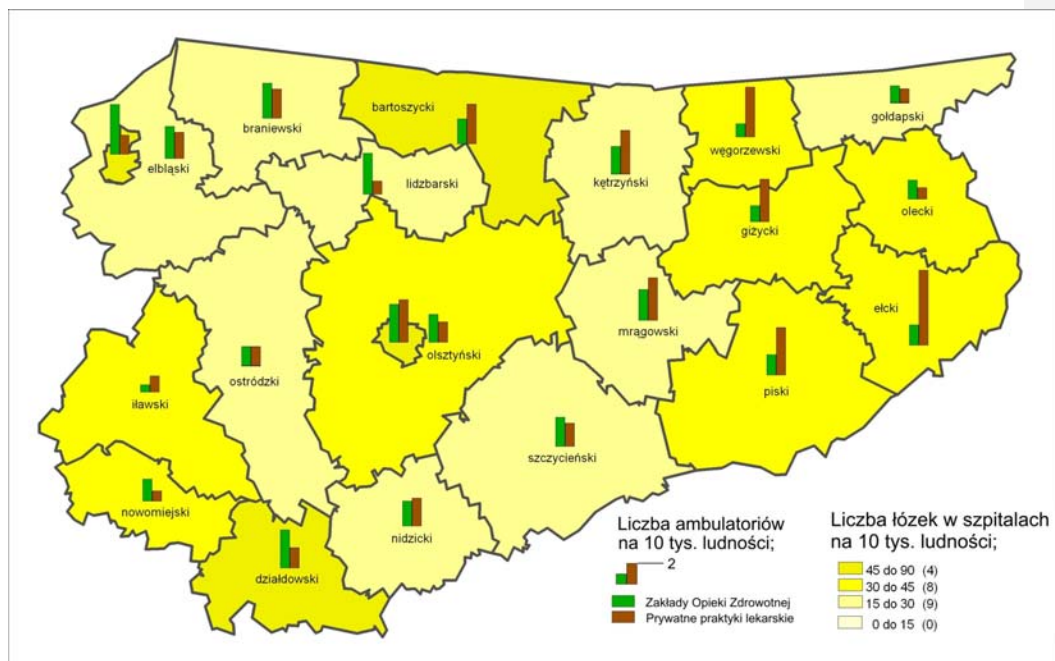 bartoszycki
gołdapski
braniewski
węgorzewski
elbląski
lidzbarski
kętrzyński
olecki
giżycki
ełcki
mrągowski
olsztyński
ostródzki
iławski
piski
szczycieński
nowomiejski
nidzicki
działdowski
Liczba ambulatoriów
na 10 tys. ludności;
2
Zakłady Opieki Zdrowotnej
Prywatne praktyki lekarskie
Liczba łózek w szpitalach
na 10 tys. ludności;
45 do 90 (4)
30 do 45 (8)
15 do 30 (9)
0 do 15 (0)